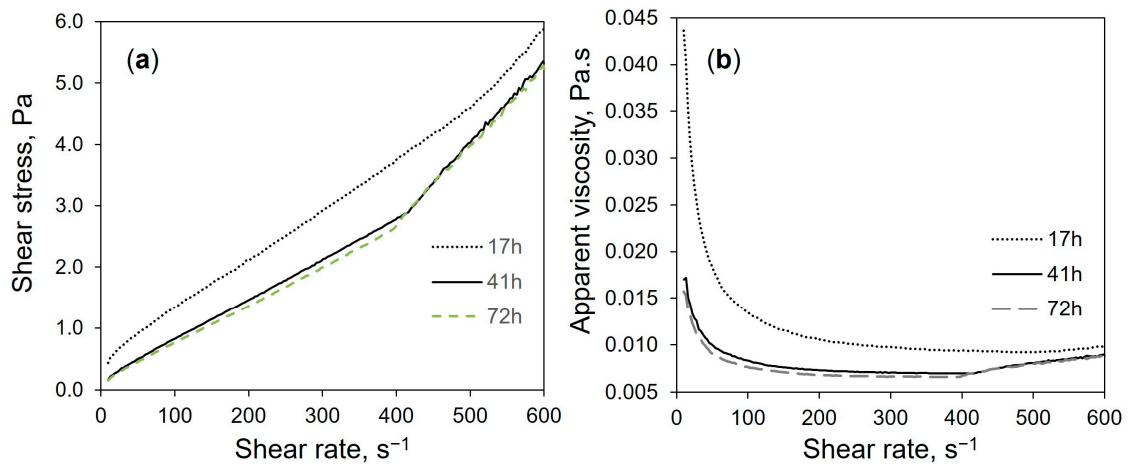 (a)
Shear stress, Pa
6.0
5.0
4.0
3.0
2.0
1.0
0.0
17h
41h
72h
0 100 200 300 400 500 600
Shear rate, s⁻¹
(b)
Apparent viscosity, Pa.s
0.045
0.040
0.035
0.030
0.025
0.020
0.015
0.010
0.005
17h
41h
72h
0 100 200 300 400 500 600
Shear rate, s⁻¹